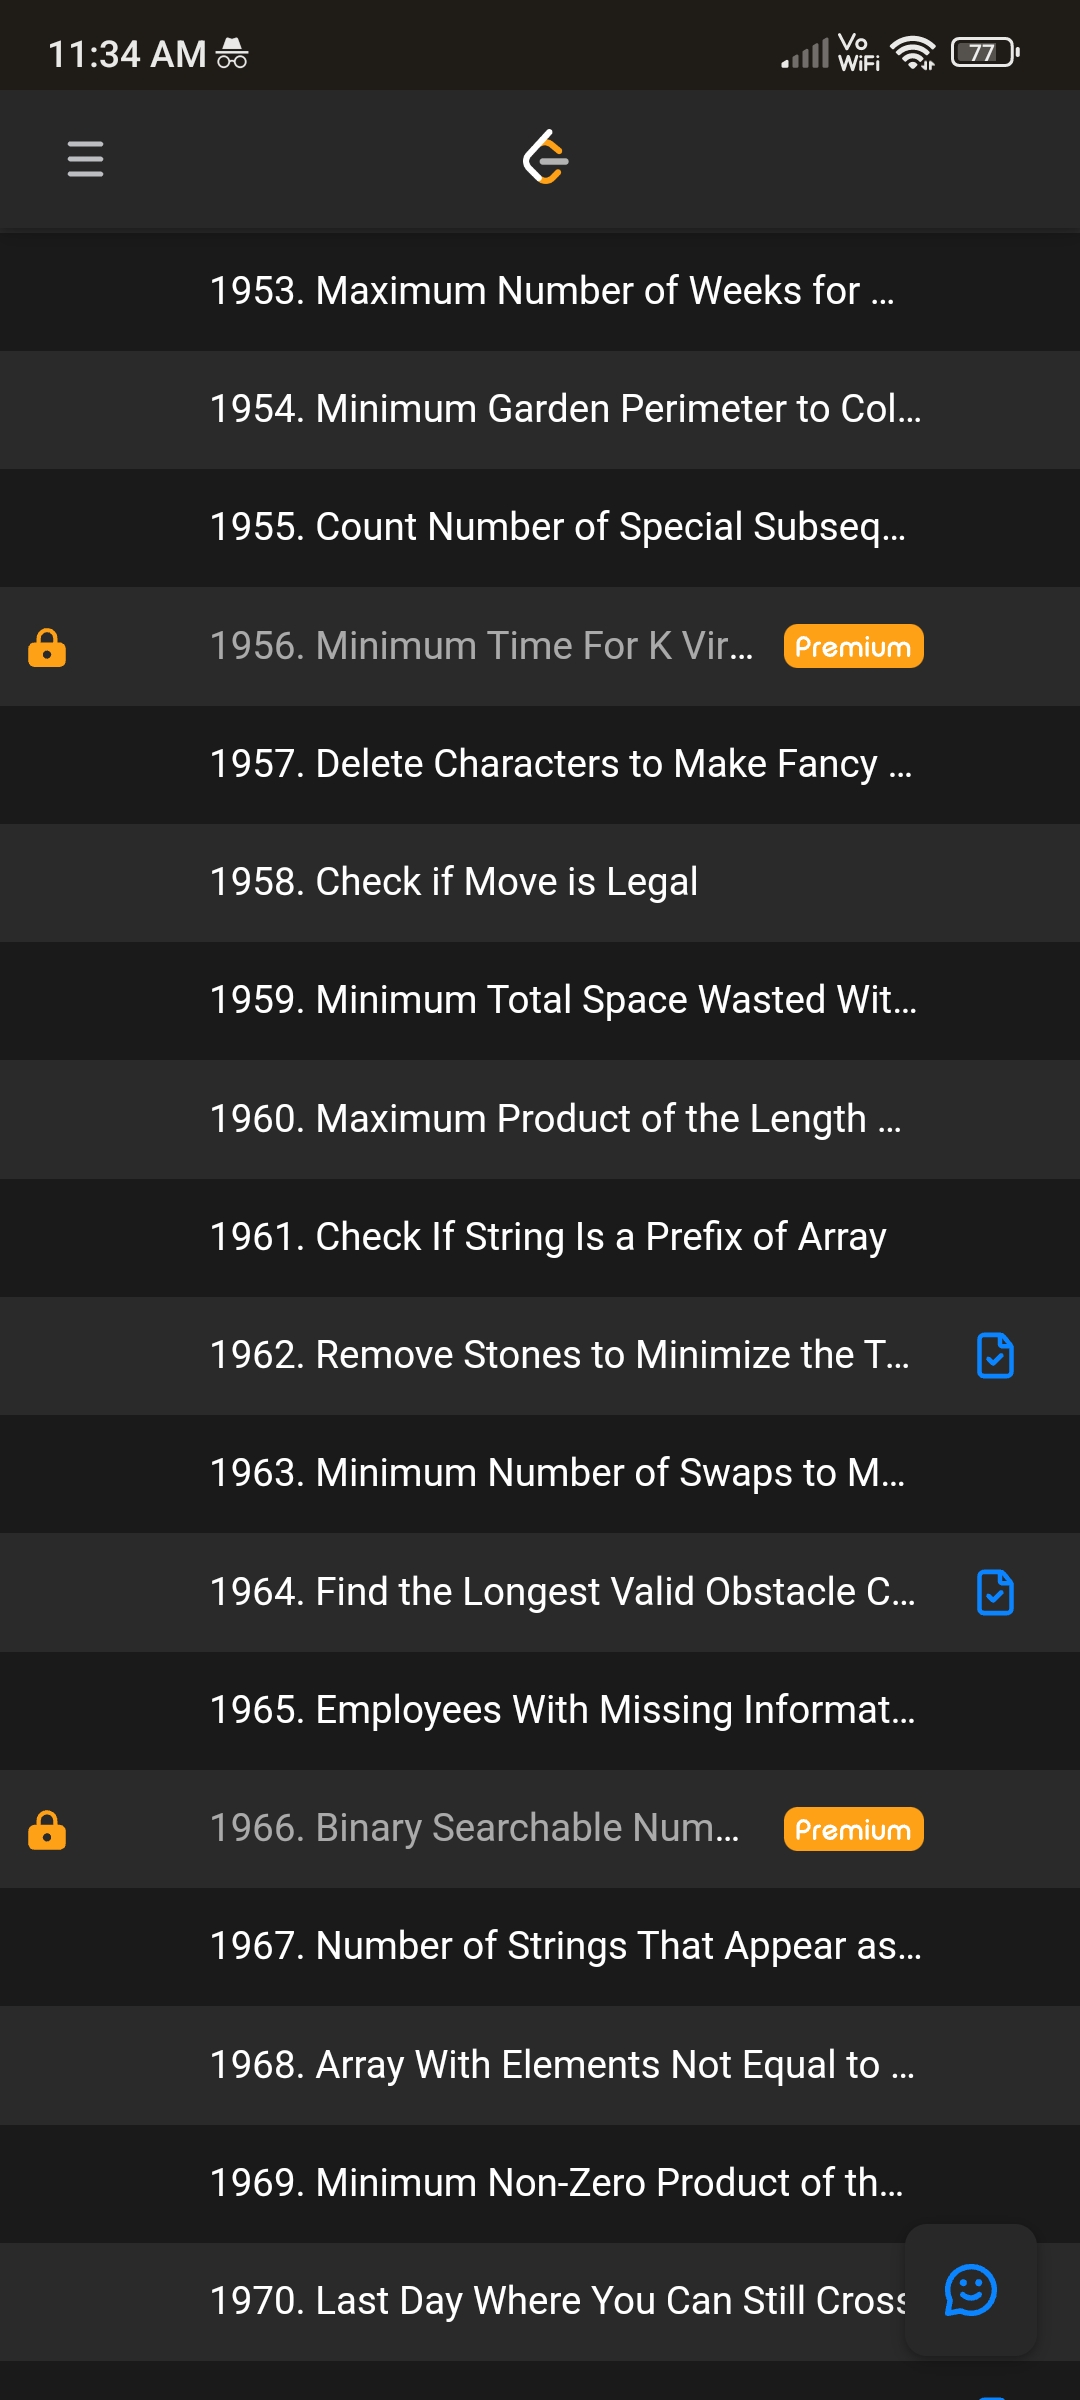 11:34 AM
Vo
WiFi
77
1953. Maximum Number of Weeks for ...
1954. Minimum Garden Perimeter to Col...
1955. Count Number of Special Subseq...
1956. Minimum Time For K Vir... Premium
1957. Delete Characters to Make Fancy ...
1958. Check if Move is Legal
1959. Minimum Total Space Wasted Wit...
1960. Maximum Product of the Length ...
1961. Check If String Is a Prefix of Array
1962. Remove Stones to Minimize the T...
1963. Minimum Number of Swaps to M...
1964. Find the Longest Valid Obstacle C...
1965. Employees With Missing Informat...
1966. Binary Searchable Num... Premium
1967. Number of Strings That Appear as...
1968. Array With Elements Not Equal to ...
1969. Minimum Non-Zero Product of th...
1970. Last Day Where You Can Still Cross